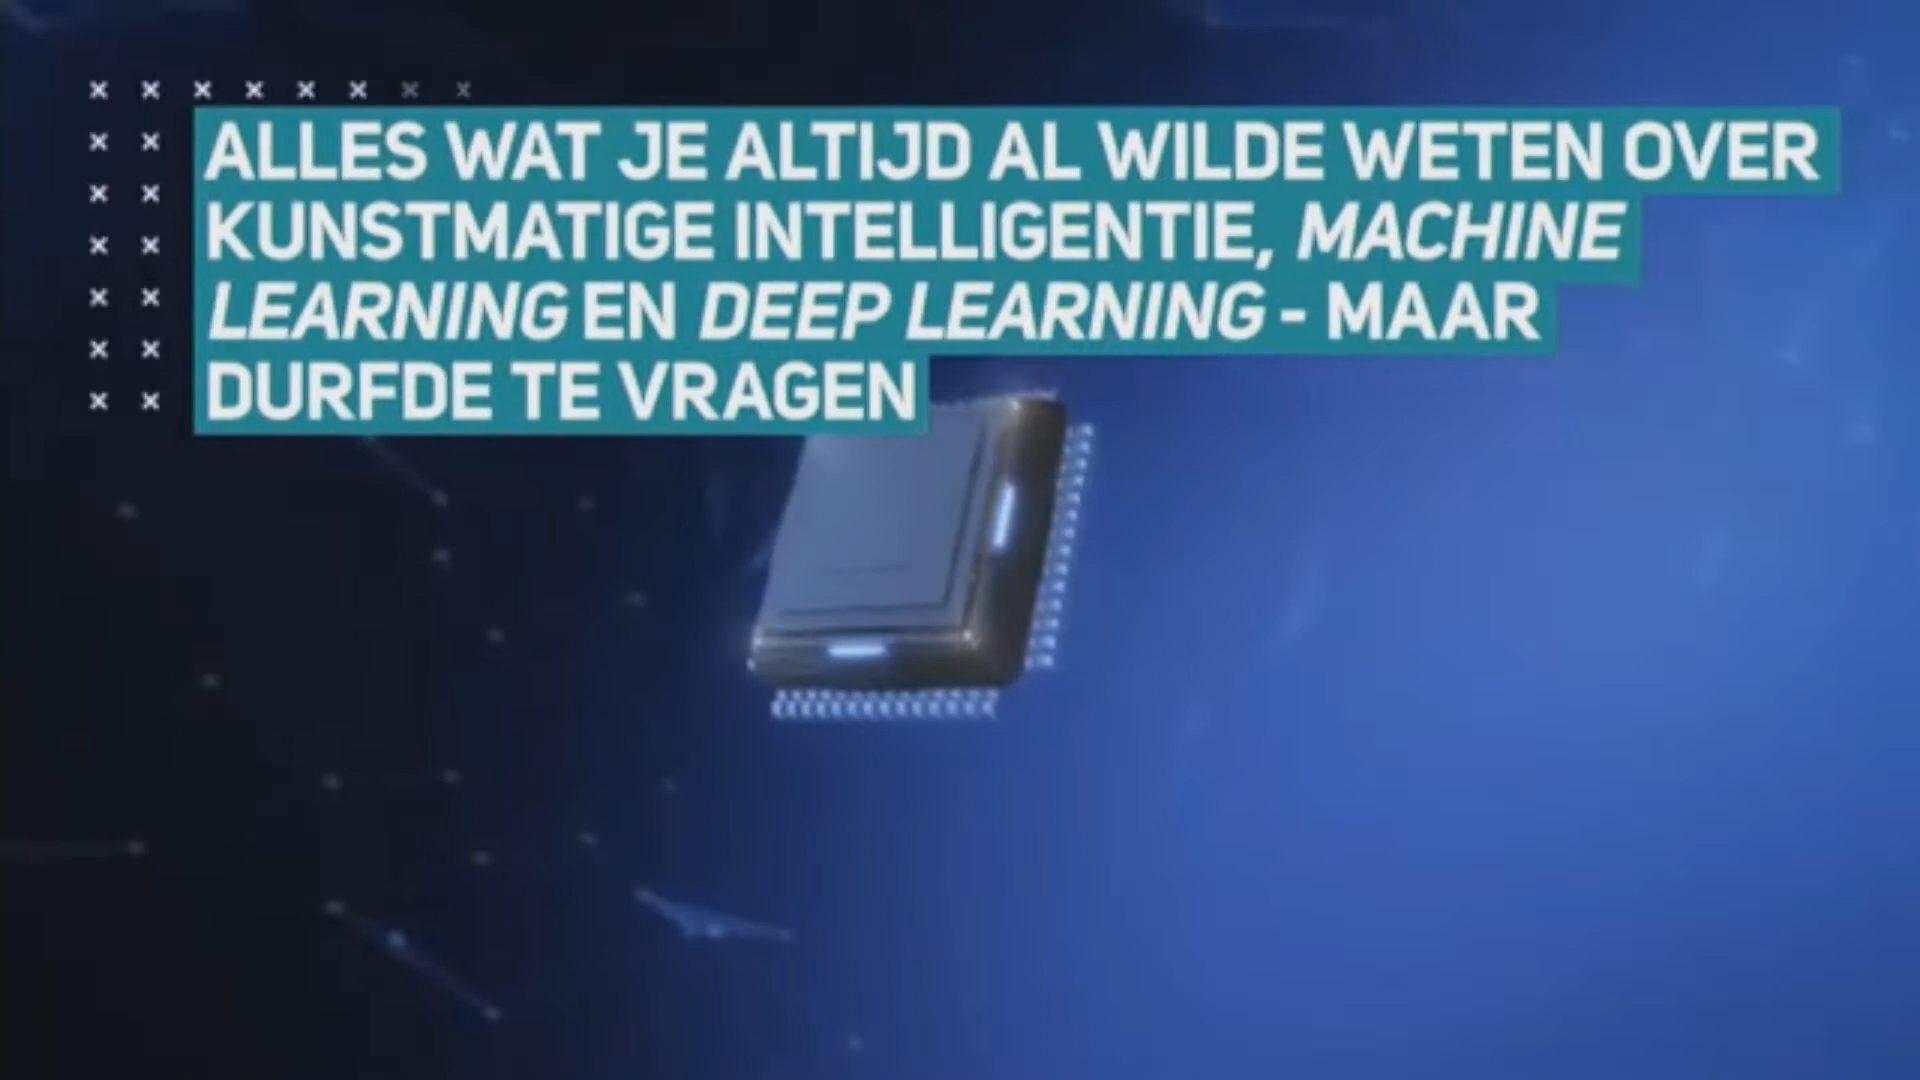 ALLES WAT JE ALTIJD AL WILDE WETEN OVER
KUNSTMATIGE INTELLIGENTIE, MACHINE
LEARNING EN DEEP LEARNING - MAAR
DURFDE TE VRAGEN